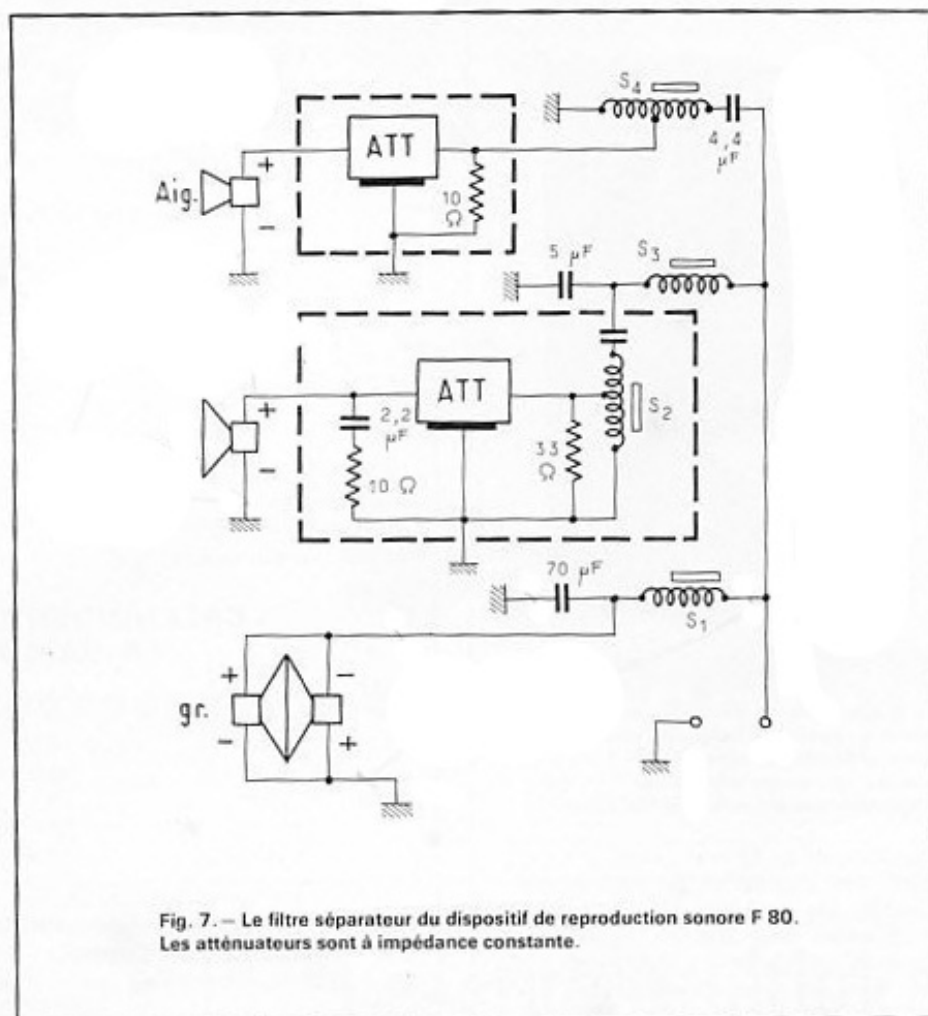 S4
4,4
µF
ATT
+
Aig.
-
10
Ω
5 µF
S3
ATT
+
2,2
µF
S2
-
33
Ω
10 Ω
70 µF
S1
+
-
gr.
-
+
Fig. 7. — Le filtre séparateur du dispositif de reproduction sonore F 80.
Les atténuateurs sont à impédance constante.